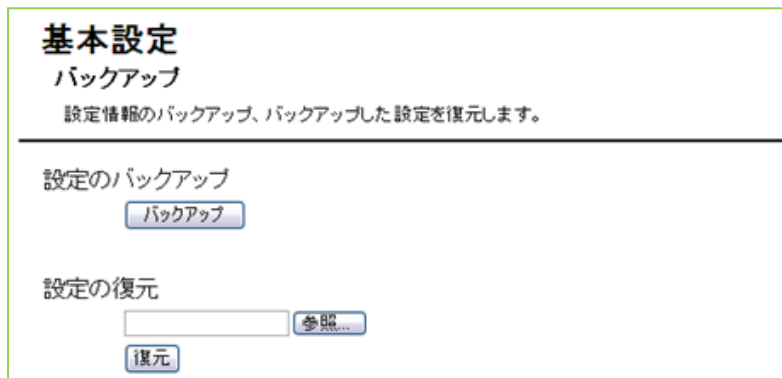 基本設定
バックアップ
設定情報のバックアップ、バックアップした設定を復元します。
設定のバックアップ
バックアップ
設定の復元
参照...
復元